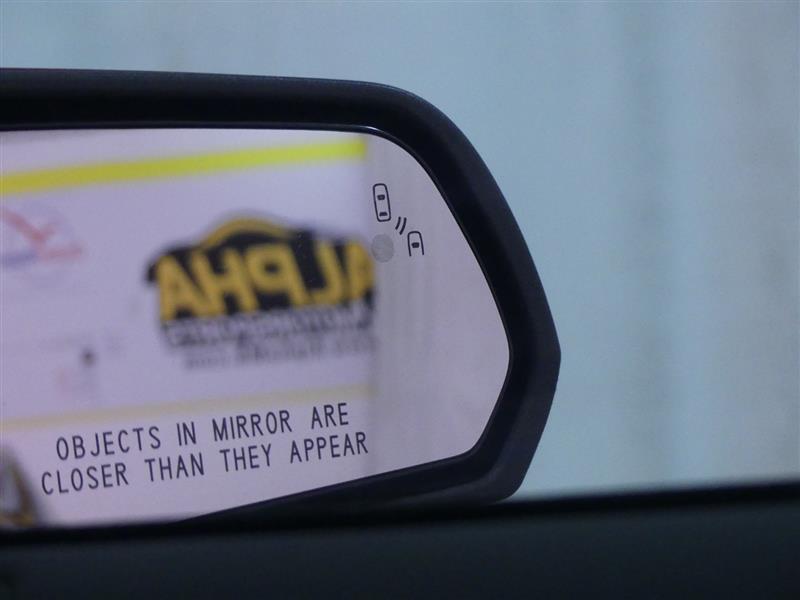 ALPHA
OBJECTS IN MIRROR ARE
CLOSER THAN THEY APPEAR